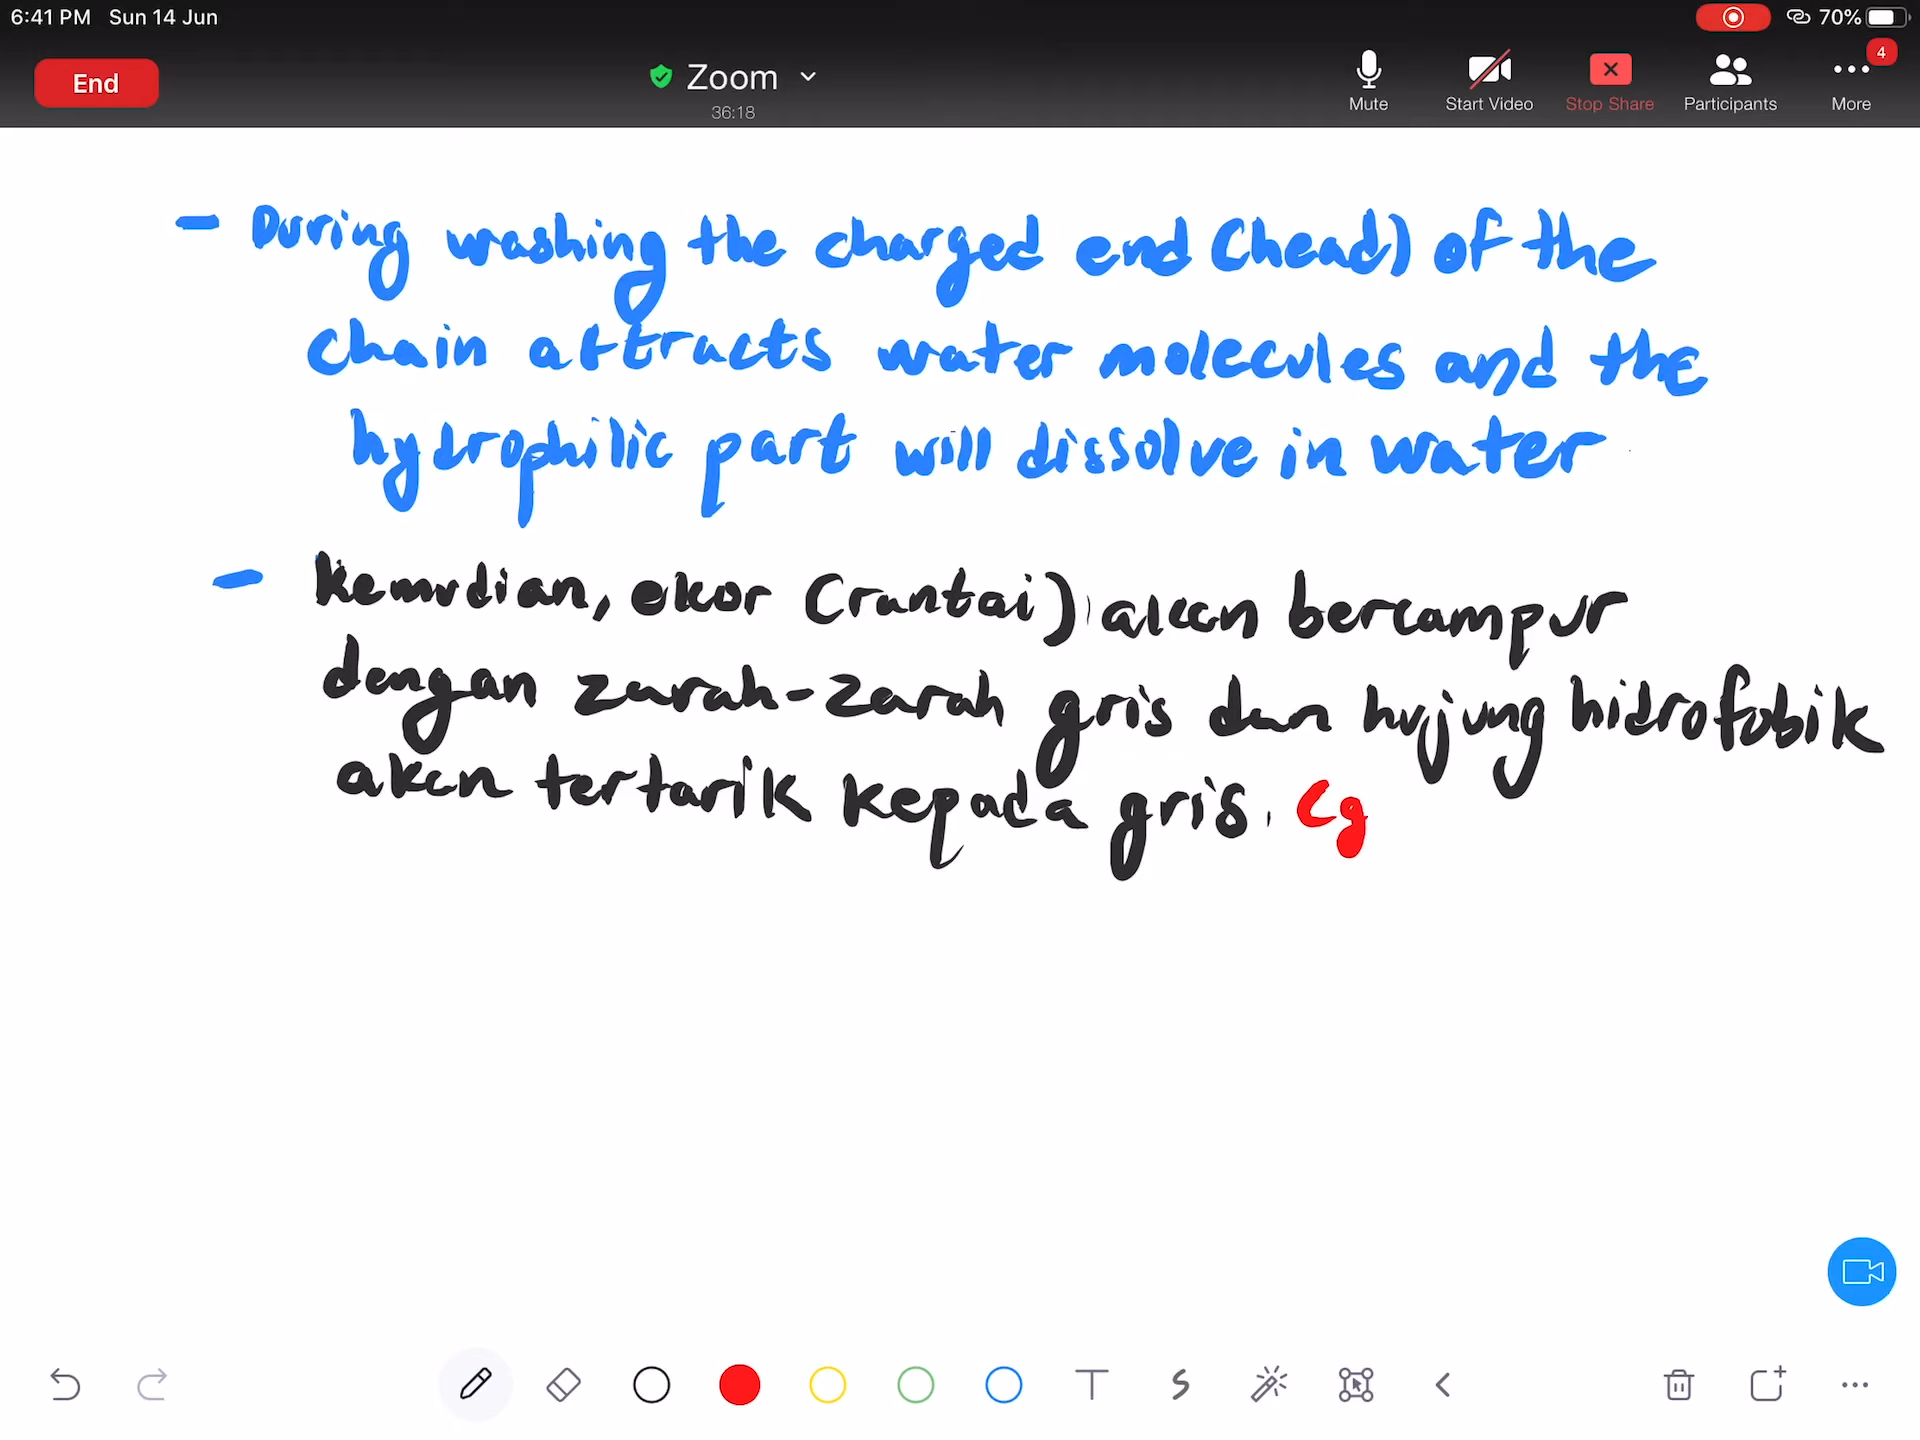 6:41 PM Sun 14 Jun
70%
End
Zoom
36:18
Mute
Start Video
Stop Share
Participants
More
4
- During washing the charged end (head) of the
chain attracts water molecules and the
hydrophilic part will dissolve in water
- Kemudian, ekor (rantai) akan bercampur
dengan zarah-zarah gris dan hujung hidrofobik
akan tertarik kepada gris. Cg
T